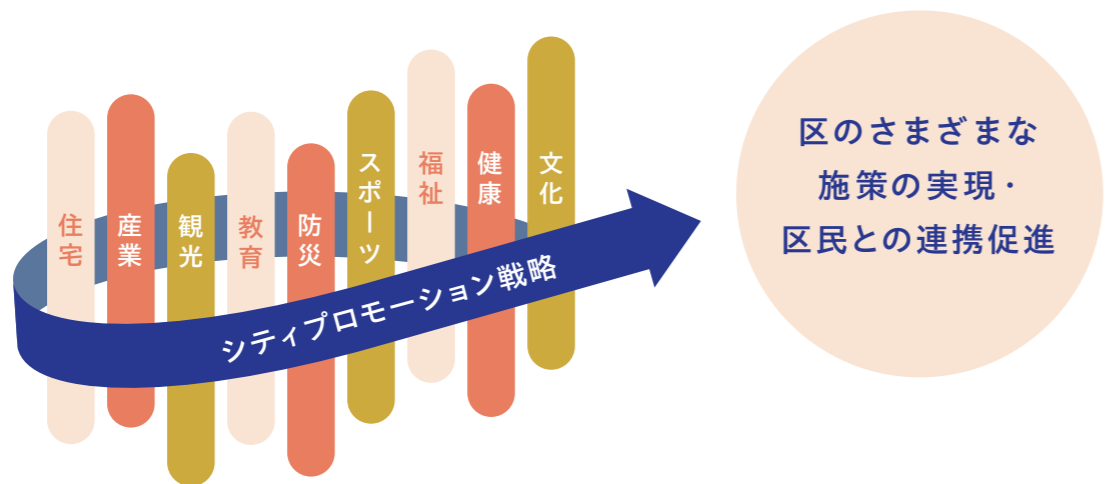 住宅
産業
観光
教育
防災
スポーツ
福祉
健康
文化
シティプロモーション戦略
区のさまざまな
施策の実現・
区民との連携促進